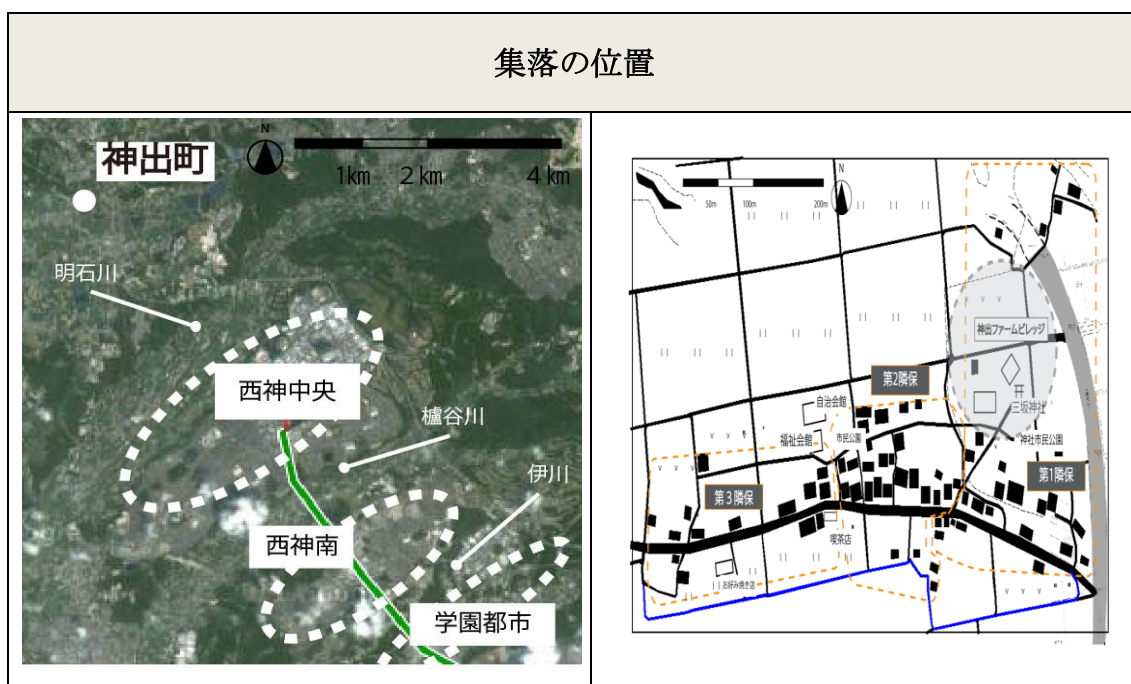 集落の位置
神出町
N
1km 2km 4km
明石川
西神中央
櫨谷川
伊川
西神南
学園都市
N
50m 100m 200m
神出ファームビレッジ
第2隣保
自治会館
三坂神社
福祉会館
市民公園
神社市民公園
第1隣保
第3隣保
喫茶店
お好み焼き店